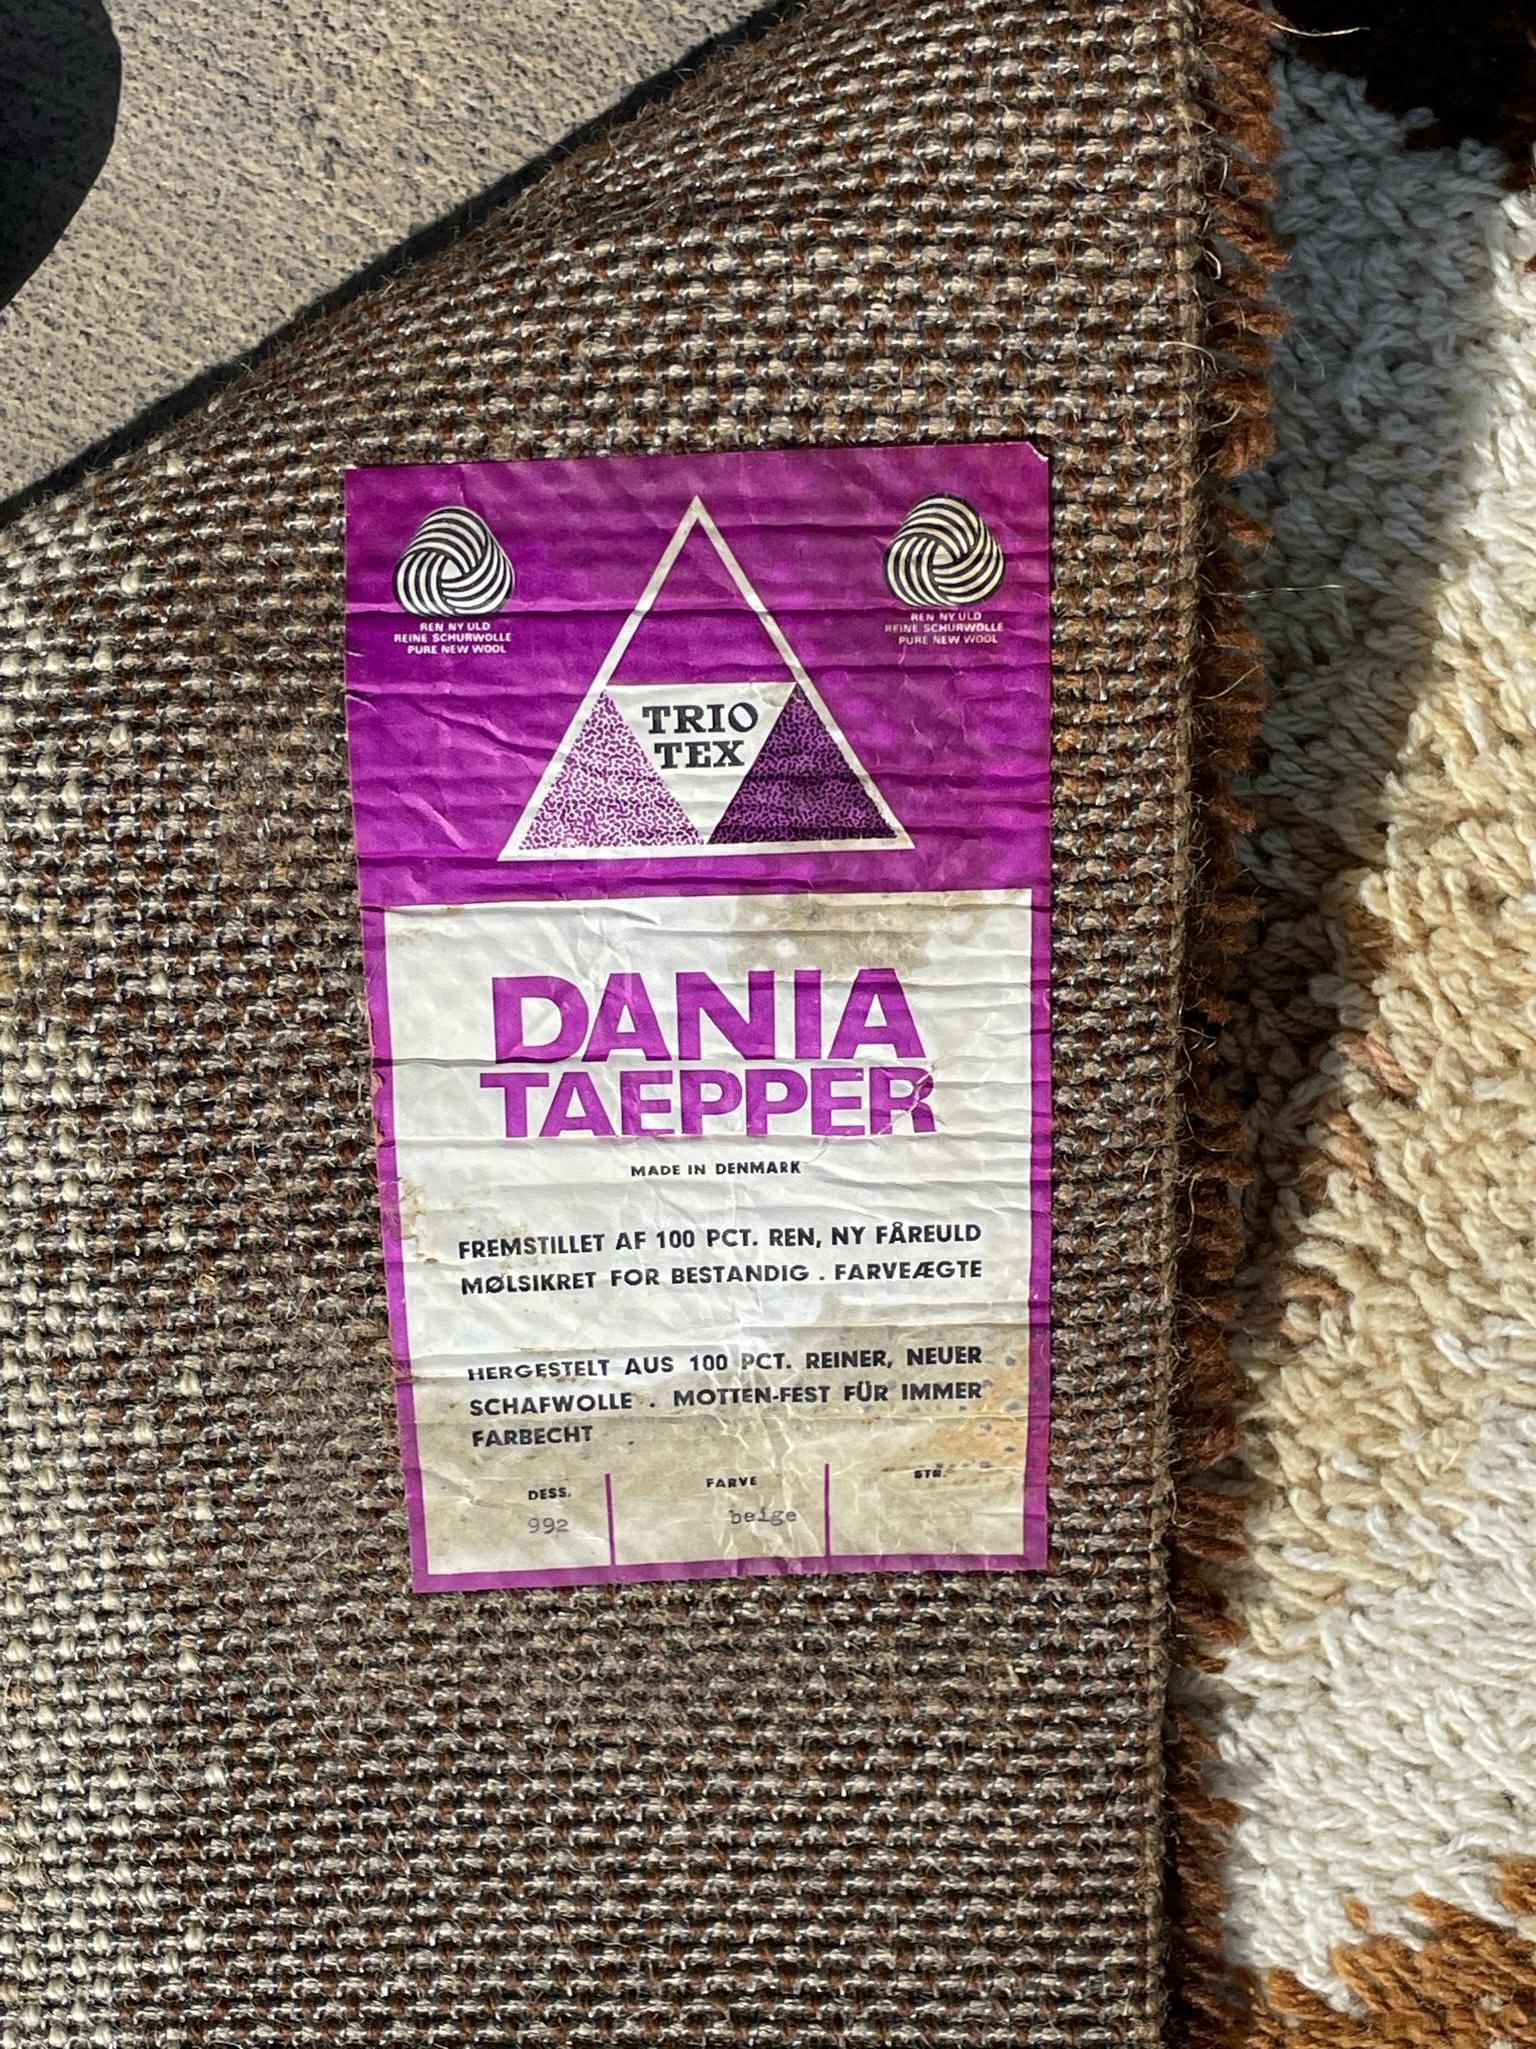 REN NY ULD
REINE SCHURWOLLE
PURE NEW WOOL
REN NY ULD
REINE SCHURWOLLE
PURE NEW WOOL
TRIO
TEX
DANIA
TAEPPER
MADE IN DENMARK
FREMSTILLET AF 100 PCT. REN, NY FÅREULD
MØLSIKRET FOR BESTANDIG . FARVEÆGTE
HERGESTELT AUS 100 PCT. REINER, NEUER
SCHAFWOLLE . MOTTEN-FEST FÜR IMMER
FARBECHT
DESS. FARVE STR.
992 beige